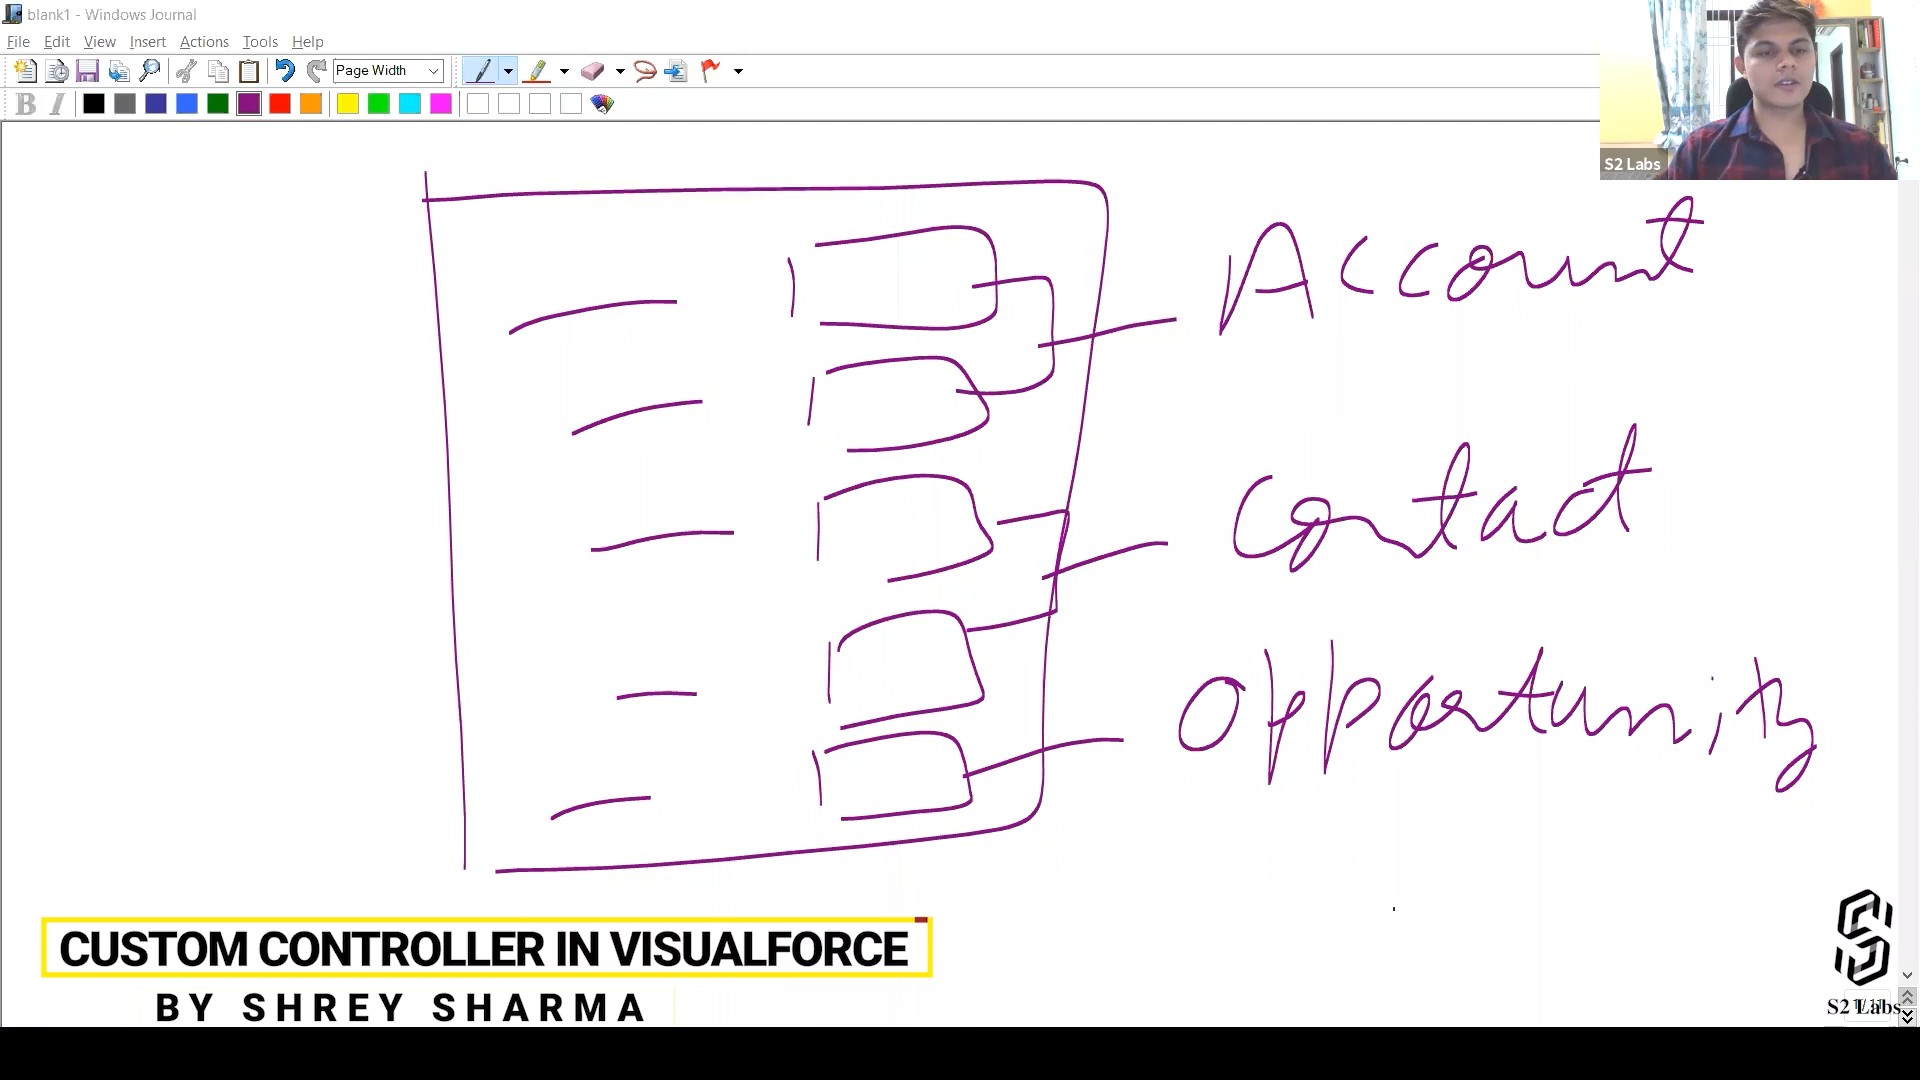 blank1 - Windows Journal
File Edit View Insert Actions Tools Help
Page Width
B I
S2 Labs
Account
Contact
Opportunity
CUSTOM CONTROLLER IN VISUALFORCE
BY SHREY SHARMA
S2 Labs